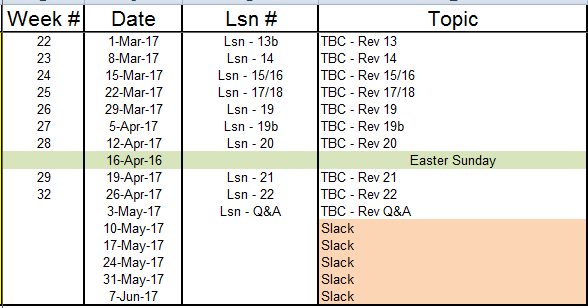 Week # Date Lsn # Topic
22 1-Mar-17 Lsn - 13b TBC - Rev 13
23 8-Mar-17 Lsn - 14 TBC - Rev 14
24 15-Mar-17 Lsn - 15/16 TBC - Rev 15/16
25 22-Mar-17 Lsn - 17/18 TBC - Rev 17/18
26 29-Mar-17 Lsn - 19 TBC - Rev 19
27 5-Apr-17 Lsn - 19b TBC - Rev 19b
28 12-Apr-17 Lsn - 20 TBC - Rev 20
16-Apr-16 Easter Sunday
29 19-Apr-17 Lsn - 21 TBC - Rev 21
32 26-Apr-17 Lsn - 22 TBC - Rev 22
3-May-17 Lsn - Q&A TBC - Rev Q&A
10-May-17 Slack
17-May-17 Slack
24-May-17 Slack
31-May-17 Slack
7-Jun-17 Slack